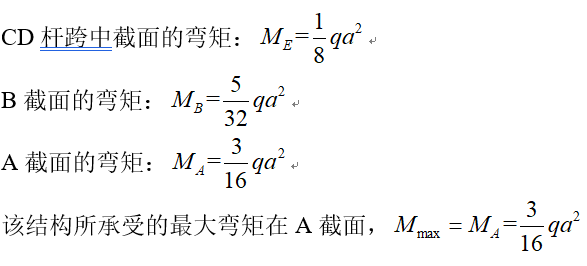 CD 杆跨中截面的弯矩：M_E=1/8 qa²
B 截面的弯矩：M_B=5/32 qa²
A 截面的弯矩：M_A=3/16 qa²
该结构所承受的最大弯矩在 A 截面，M_max = M_A=3/16 qa²